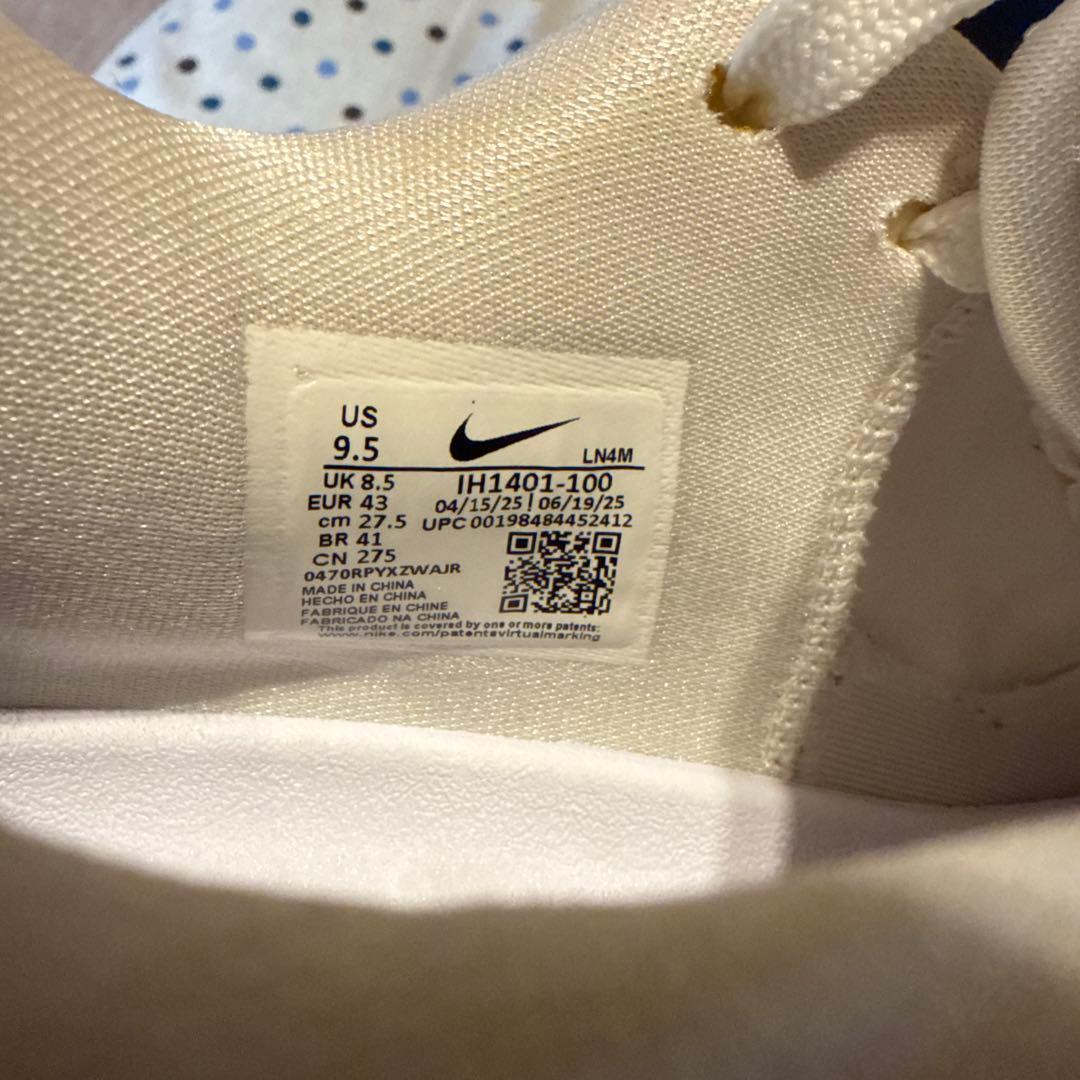 US
9.5
LN4M
UK 8.5
IH1401-100
EUR 43
04/15/25 | 06/19/25
cm 27.5
UPC 00198484452412
BR 41
CN 275
0470RPYXZWAJR
MADE IN CHINA
HECHO EN CHINA
FABRIQUE EN CHINE
FABRICADO NA CHINA
This product is covered by one or more patents:
www.nike.com/patentsvirtualmarking